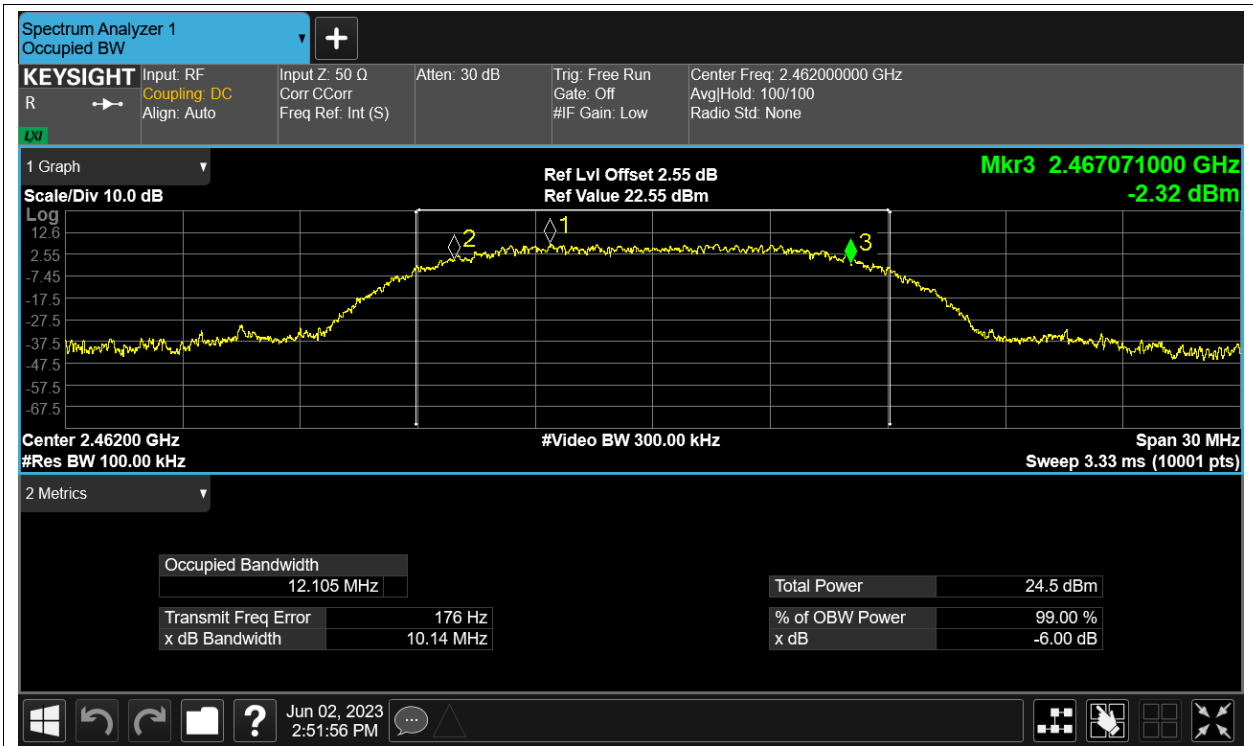 Spectrum Analyzer 1
Occupied BW
KEYSIGHT
R
LXI
Input: RF
Coupling: DC
Align: Auto
Input Z: 50 Ω
Corr CCorr
Freq Ref: Int (S)
Atten: 30 dB
Trig: Free Run
Gate: Off
#IF Gain: Low
Center Freq: 2.462000000 GHz
Avg|Hold: 100/100
Radio Std: None
1 Graph
Scale/Div 10.0 dB
Ref Lvl Offset 2.55 dB
Ref Value 22.55 dBm
Mkr3 2.467071000 GHz
-2.32 dBm
Log
12.6
2.55
-7.45
-17.5
-27.5
-37.5
-47.5
-57.5
-67.5
2
1
3
Center 2.46200 GHz
#Res BW 100.00 kHz
#Video BW 300.00 kHz
Span 30 MHz
Sweep 3.33 ms (10001 pts)
2 Metrics
Occupied Bandwidth
12.105 MHz
Transmit Freq Error 176 Hz
x dB Bandwidth 10.14 MHz
Total Power 24.5 dBm
% of OBW Power 99.00 %
x dB -6.00 dB
?
Jun 02, 2023
2:51:56 PM